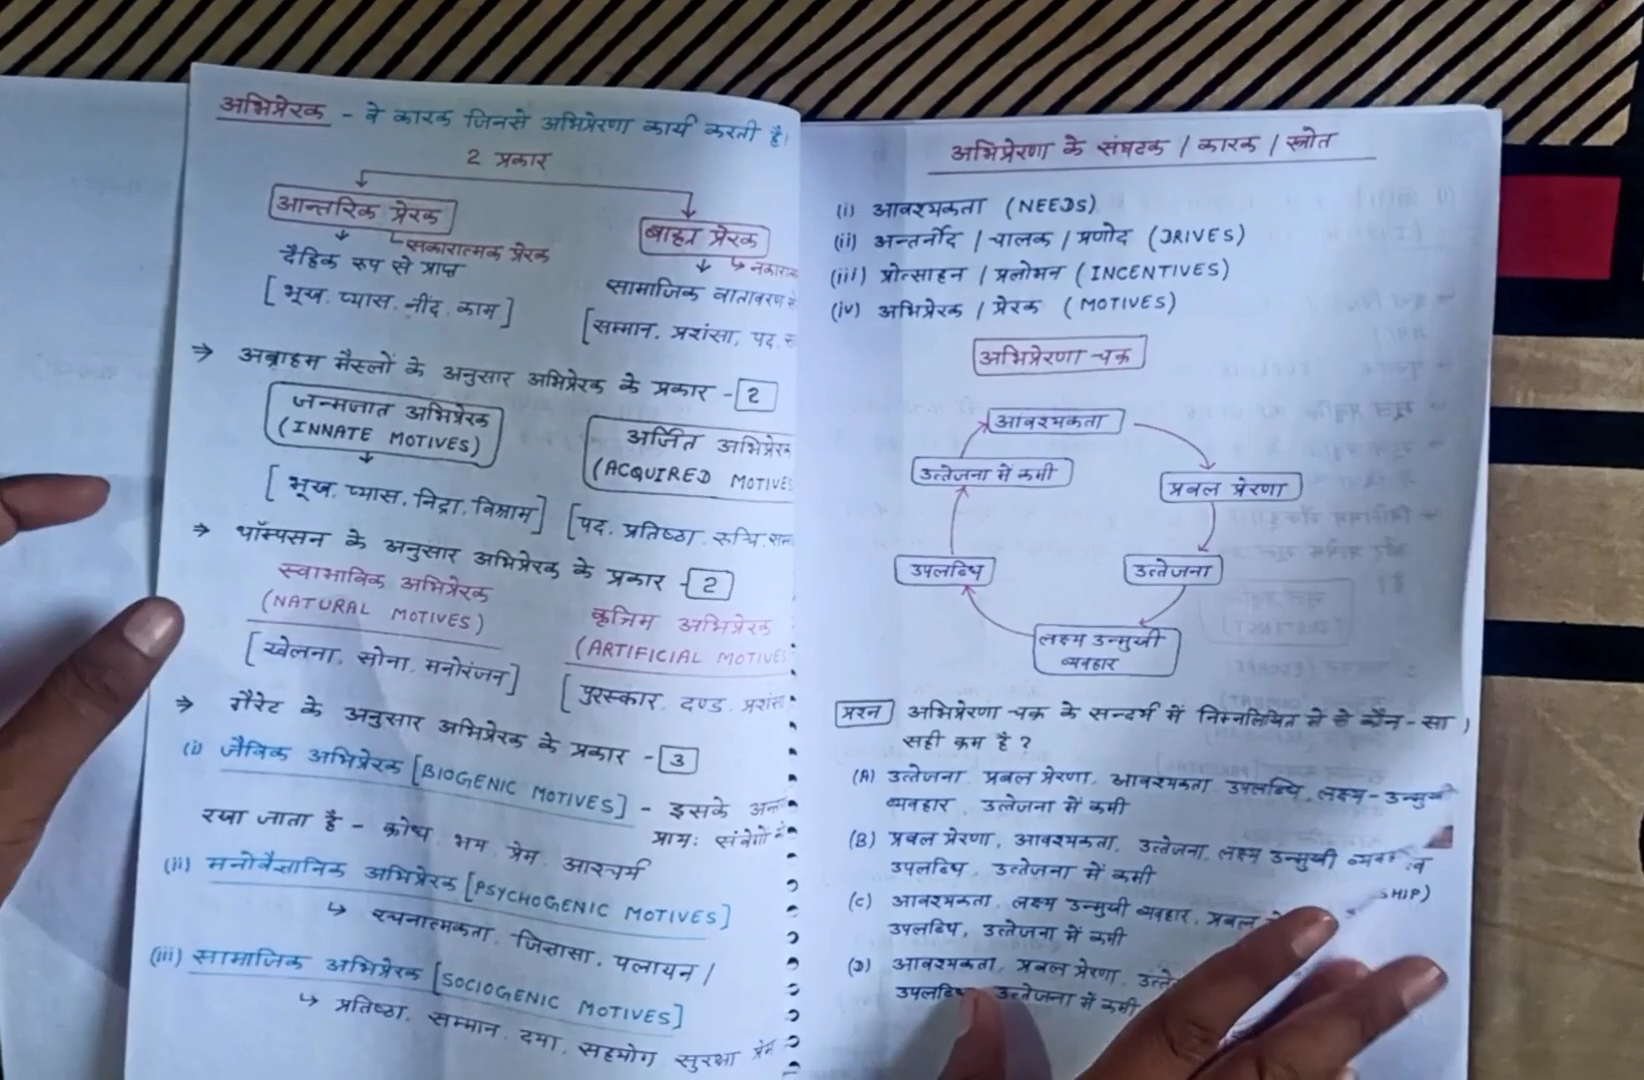 अभिप्रेरक - वे कारक जिनसे अभिप्रेरणा कार्य करती है।
2 प्रकार
आन्तरिक प्रेरक
सकारात्मक प्रेरक
दैहिक रूप से प्राप्त
[भूख. प्यास. नींद. काम]
बाह्य प्रेरक
सामाजिक वातावरण
[सम्मान. प्रशंसा, पद.
⇒ अब्राहम मैस्लों के अनुसार अभिप्रेरक के प्रकार - 2
जन्मजात अभिप्रेरक
(INNATE MOTIVES)
[भूख. प्यास. निद्रा. विश्राम]
अर्जित अभिप्रेरक
(ACQUIRED MOTIVES
[पद. प्रतिष्ठा. रूचि.
⇒ थॉम्पसन के अनुसार अभिप्रेरक के प्रकार - 2
स्वाभाविक अभिप्रेरक
(NATURAL MOTIVES)
[खेलना. सोना. मनोरंजन]
कृत्रिम अभिप्रेरक
(ARTIFICIAL MOTIVES
[पुरस्कार. दण्ड. प्रशंसा
⇒ गैरेट के अनुसार अभिप्रेरक के प्रकार - 3
(i) जैविक अभिप्रेरक [BIOGENIC MOTIVES] - इसके
प्रायः संवेगों
रखा जाता है - क्रोध. भय. प्रेम. आश्चर्य
(ii) मनोवैज्ञानिक अभिप्रेरक [PSYCHOGENIC MOTIVES]
↳ रचनात्मकता. जिज्ञासा. पलायन /
(iii) सामाजिक अभिप्रेरक [SOCIOGENIC MOTIVES]
↳ प्रतिष्ठा. सम्मान. दया. सहयोग सुरक्षा प्रेम
अभिप्रेरणा के संघटक / कारक / स्त्रोत
(i) आवश्यकता (NEEDS)
(ii) अन्तर्नोद / चालक / प्रणोद (DRIVES)
(iii) प्रोत्साहन / प्रलोभन (INCENTIVES)
(iv) अभिप्रेरक / प्रेरक (MOTIVES)
अभिप्रेरणा चक्र
आवश्यकता
प्रबल प्रेरणा
उत्तेजना
लक्ष्य उन्मुखी
व्यवहार
उपलब्धि
उत्तेजना में कमी
प्रश्न अभिप्रेरणा चक्र के सन्दर्भ में निम्नलिखित में से कौन-सा
सही क्रम है ?
(A) उत्तेजना. प्रबल प्रेरणा. आवश्यकता उपलब्धि. लक्ष्य-उन्मुखी
व्यवहार. उत्तेजना में कमी
(B) प्रबल प्रेरणा, आवश्यकता, उत्तेजना. लक्ष्य उन्मुखी
उपलब्धि, उत्तेजना में कमी
(C) आवश्यकता. लक्ष्य उन्मुखी व्यवहार. प्रबल
उपलब्धि, उत्तेजना में कमी
(D) आवश्यकता, प्रबल प्रेरणा.
उपलब्धि उत्तेजना में कमी
SHIP)